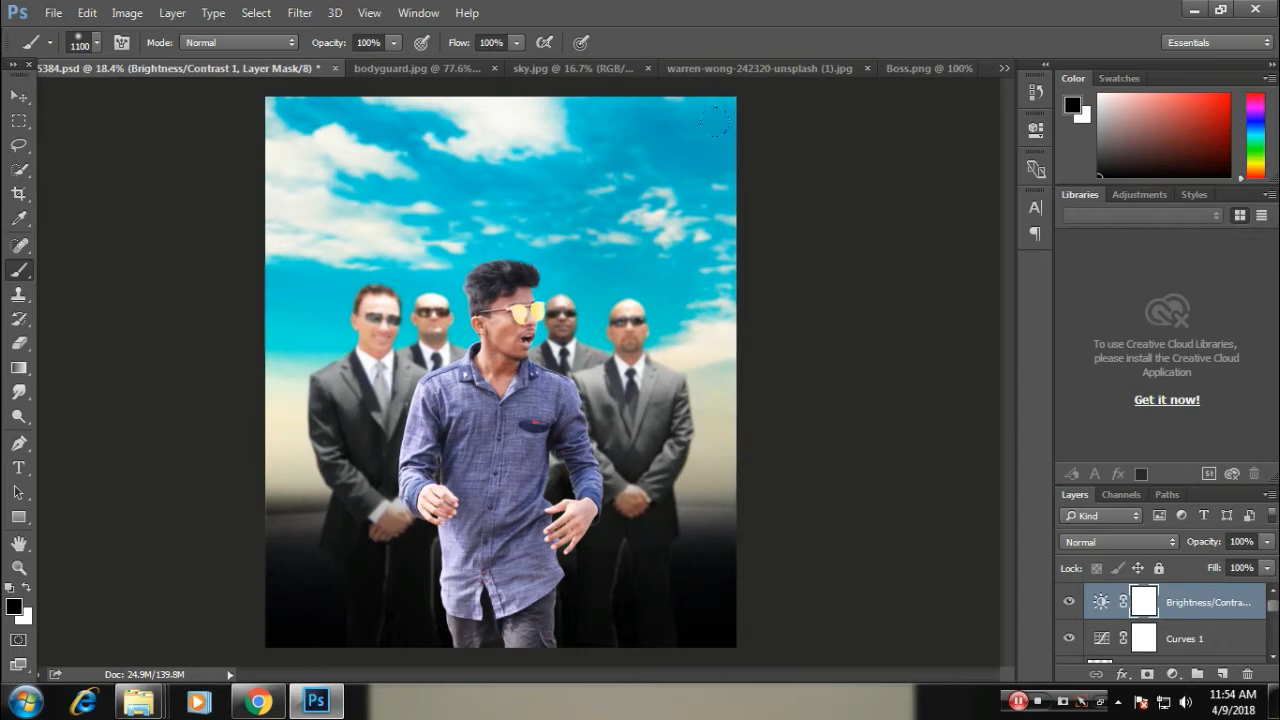 Ps File Edit Image Layer Type Select Filter 3D View Window Help
1100 Mode: Normal Opacity: 100% Flow: 100% Essentials
5384.psd @ 18.4% (Brightness/Contrast 1, Layer Mask/8) * × bodyguard.jpg @ 77.6%... × sky.jpg @ 16.7% (RGB/... × warren-wong-242320-unsplash (1).jpg × Boss.png @ 100%
Color Swatches
Libraries Adjustments Styles
To use Creative Cloud Libraries,
please install the Creative Cloud
Application
Get it now!
St
Layers Channels Paths
Kind
Normal Opacity: 100%
Lock: Fill: 100%
Brightness/Contra...
Curves 1
Doc: 24.9M/139.8M
Ps
11:54 AM
4/9/2018